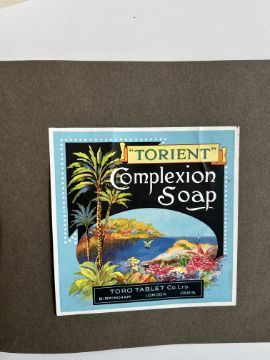 "TORIENT"
Complexion
Soap
TORO TABLET Co. LTD.
BIRMINGHAM. LONDON PARIS.